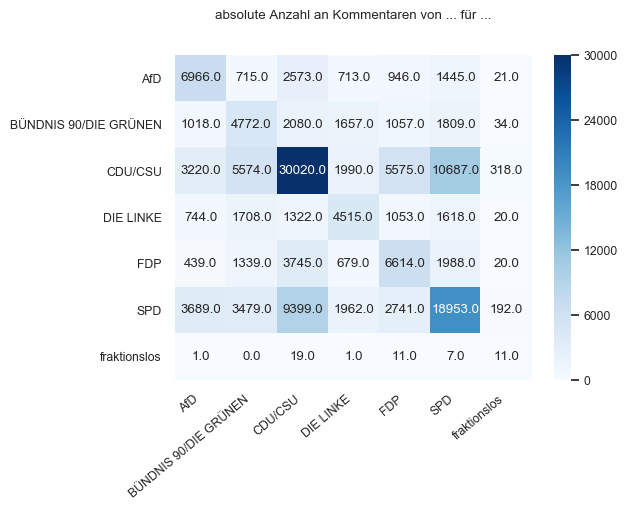 absolute Anzahl an Kommentaren von ... für ...
AfD 6966.0 715.0 2573.0 713.0 946.0 1445.0 21.0
BÜNDNIS 90/DIE GRÜNEN 1018.0 4772.0 2080.0 1657.0 1057.0 1809.0 34.0
CDU/CSU 3220.0 5574.0 30020.0 1990.0 5575.0 10687.0 318.0
DIE LINKE 744.0 1708.0 1322.0 4515.0 1053.0 1618.0 20.0
FDP 439.0 1339.0 3745.0 679.0 6614.0 1988.0 20.0
SPD 3689.0 3479.0 9399.0 1962.0 2741.0 18953.0 192.0
fraktionslos 1.0 0.0 19.0 1.0 11.0 7.0 11.0
AfD
BÜNDNIS 90/DIE GRÜNEN
CDU/CSU
DIE LINKE
FDP
SPD
fraktionslos
30000
24000
18000
12000
6000
0